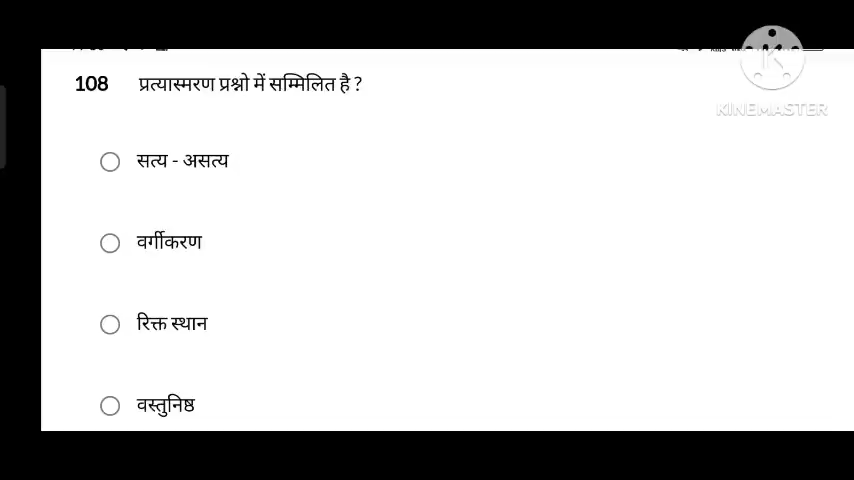 108 प्रत्यास्मरण प्रश्नो में सम्मिलित है ?
KINEMASTER
सत्य - असत्य
वर्गीकरण
रिक्त स्थान
वस्तुनिष्ठ